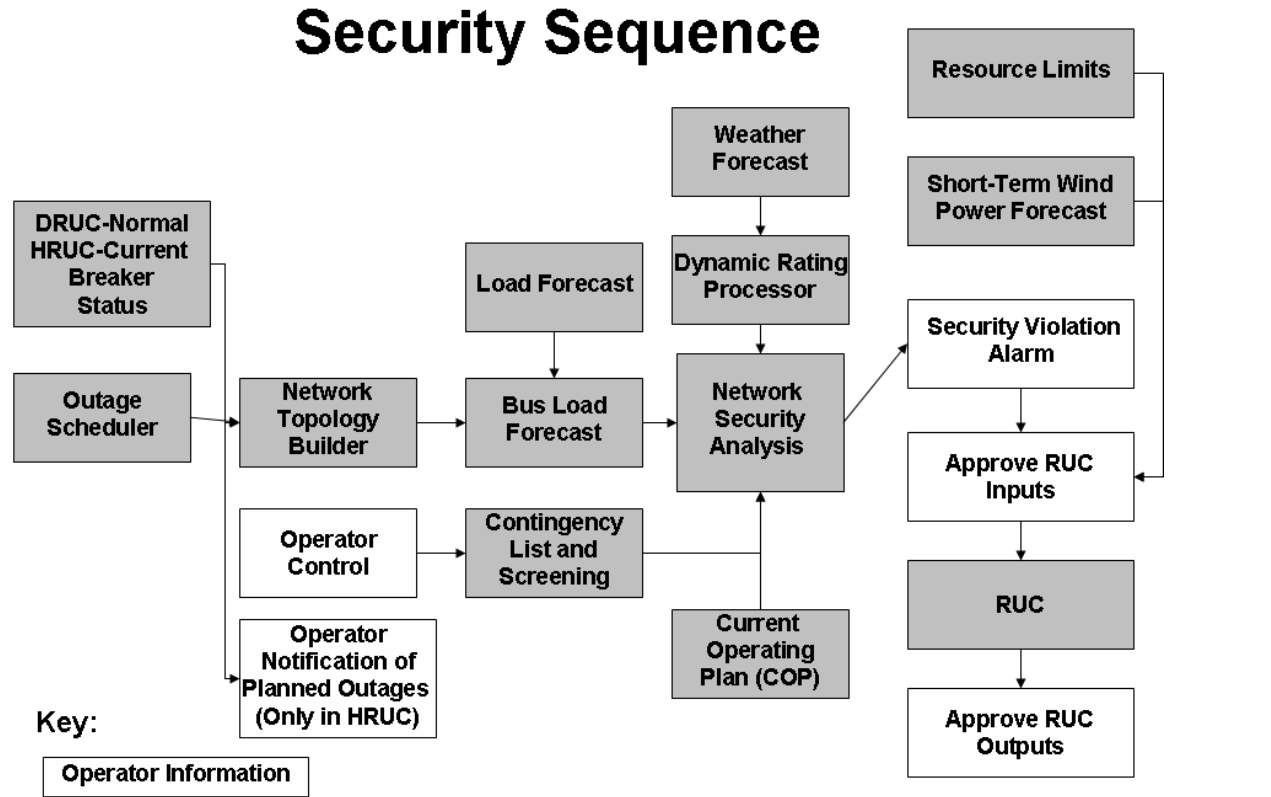 Security Sequence
Resource Limits
Weather
Forecast
Short-Term Wind
Power Forecast
DRUC-Normal
HRUC-Current
Breaker
Status
Load Forecast
Dynamic Rating
Processor
Security Violation
Alarm
Outage
Scheduler
Network
Topology
Builder
Bus Load
Forecast
Network
Security
Analysis
Approve RUC
Inputs
Operator
Control
Contingency
List and
Screening
RUC
Operator
Notification of
Planned Outages
(Only in HRUC)
Current
Operating
Plan (COP)
Approve RUC
Outputs
Key:
Operator Information